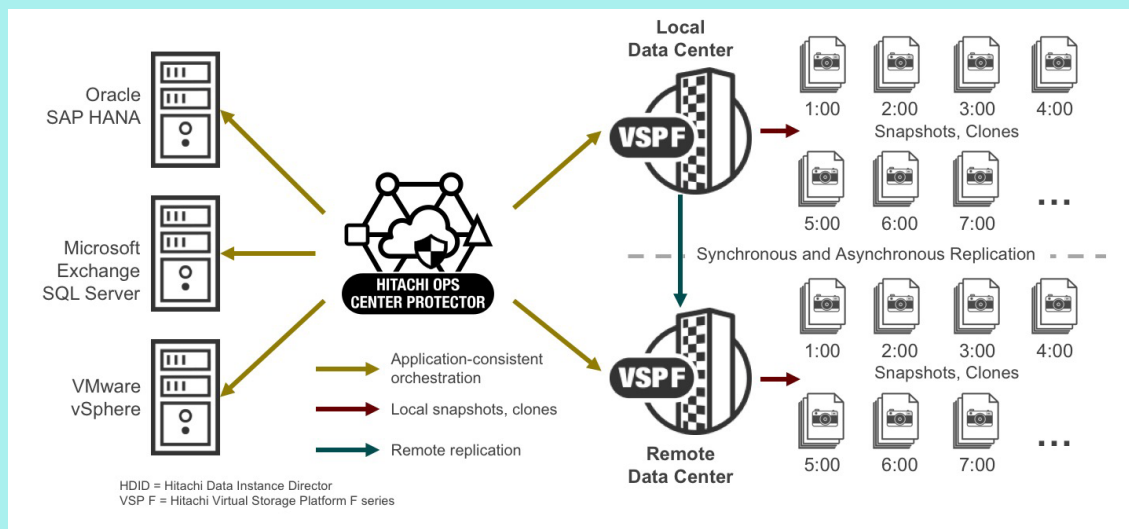 Oracle
SAP HANA
Microsoft
Exchange
SQL Server
VMware
vSphere
HITACHI OPS
CENTER PROTECTOR
Application-consistent
orchestration
Local snapshots, clones
Remote replication
HDID = Hitachi Data Instance Director
VSP F = Hitachi Virtual Storage Platform F series
Local
Data Center
VSP F
1:00 2:00 3:00 4:00
Snapshots, Clones
5:00 6:00 7:00 ...
Synchronous and Asynchronous Replication
VSP F
Remote
Data Center
1:00 2:00 3:00 4:00
Snapshots, Clones
5:00 6:00 7:00 ...